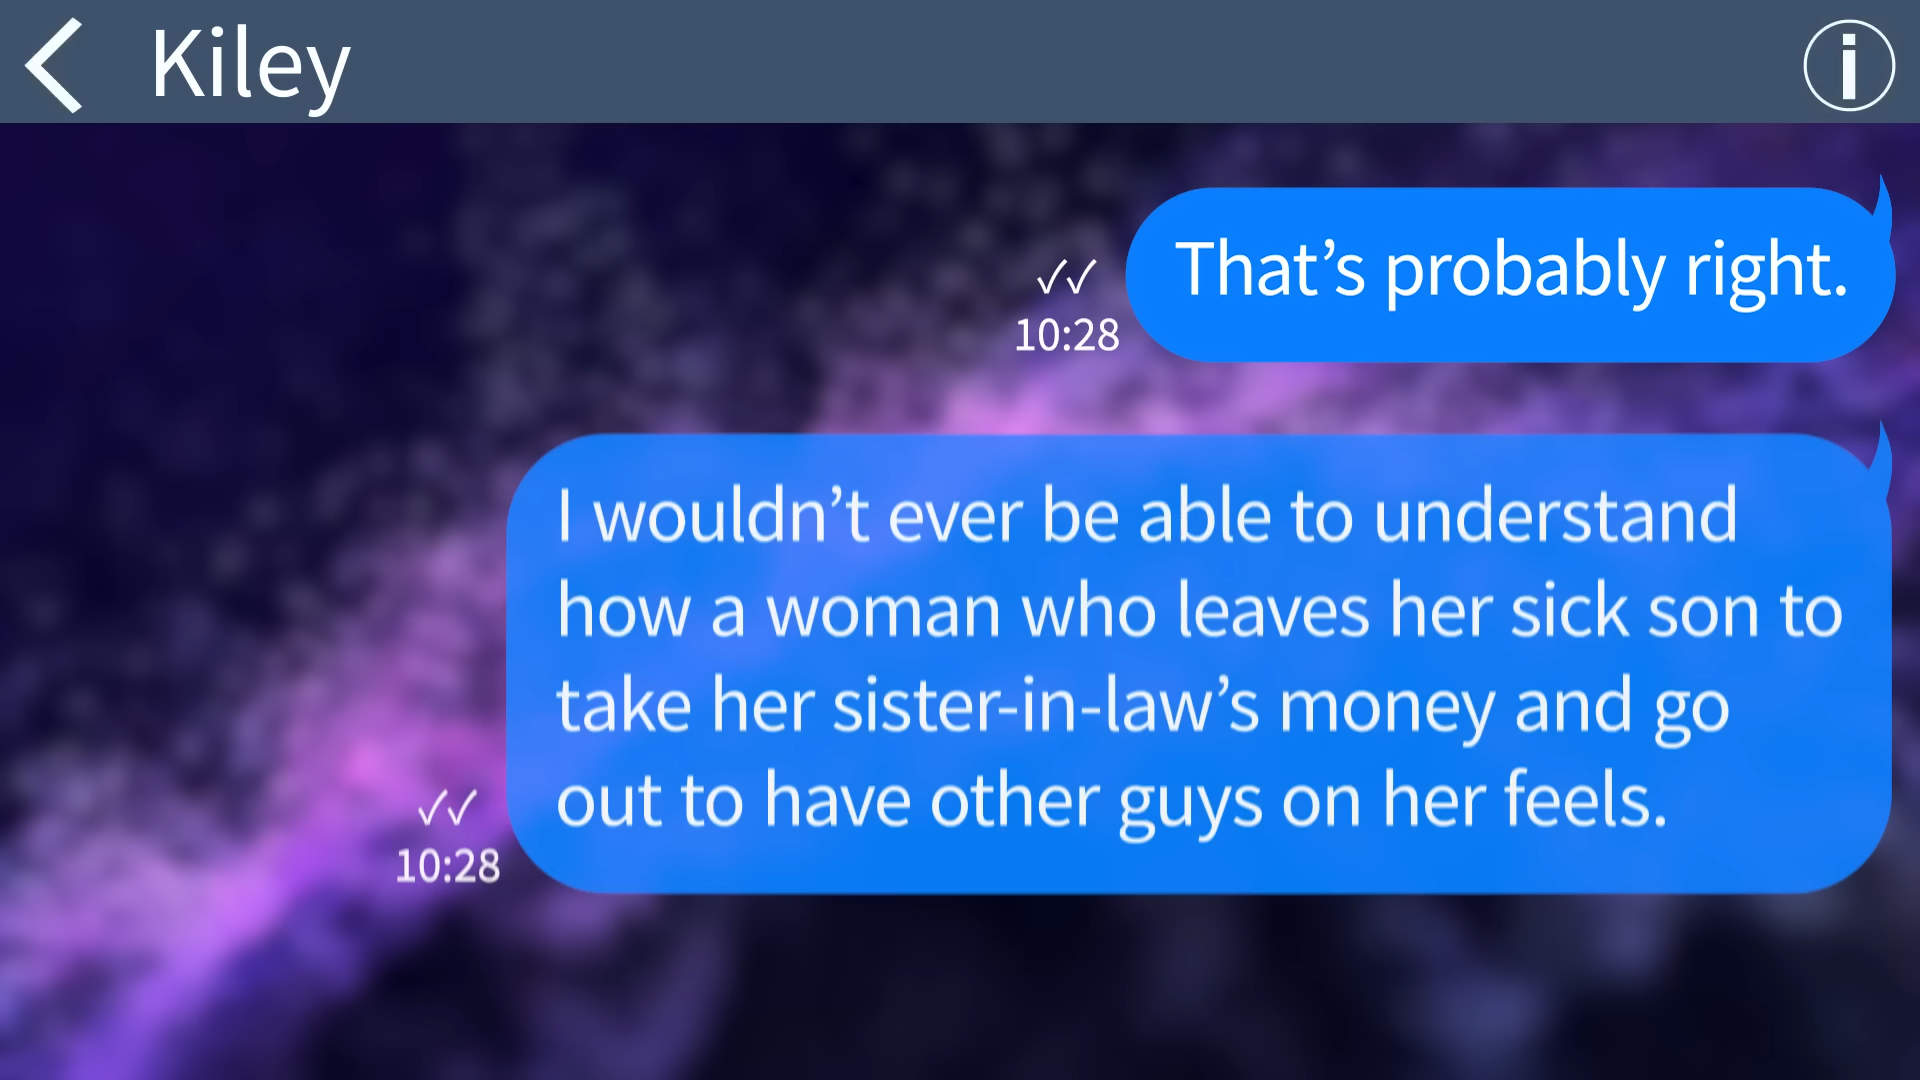 Kiley
That’s probably right.
✓✓
10:28
I wouldn’t ever be able to understand
how a woman who leaves her sick son to
take her sister-in-law’s money and go
out to have other guys on her feels.
✓✓
10:28